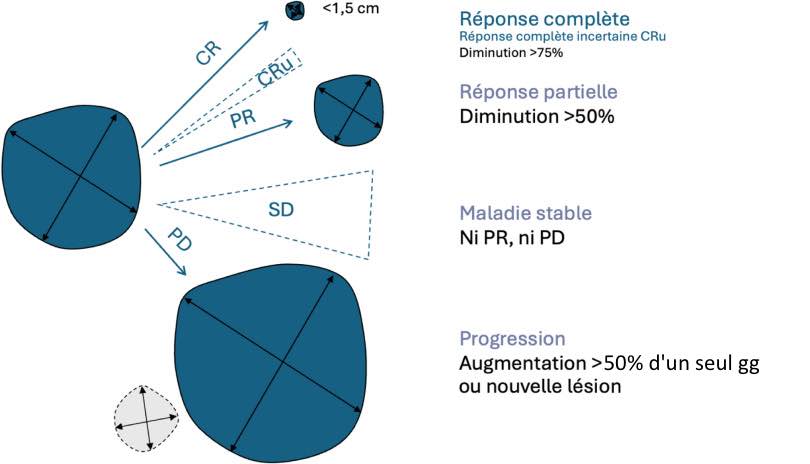 <1,5 cm
CR
CRu
PR
SD
PD
Réponse complète
Réponse complète incertaine CRu
Diminution >75%
Réponse partielle
Diminution >50%
Maladie stable
Ni PR, ni PD
Progression
Augmentation >50% d'un seul gg
ou nouvelle lésion